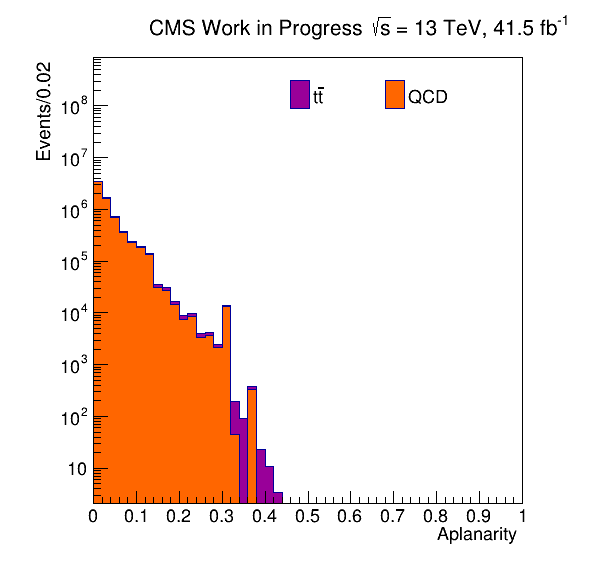 CMS Work in Progress √s = 13 TeV, 41.5 fb⁻¹
Events/0.02
tt̄
QCD
10⁸
10⁷
10⁶
10⁵
10⁴
10³
10²
10
0 0.1 0.2 0.3 0.4 0.5 0.6 0.7 0.8 0.9 1
Aplanarity